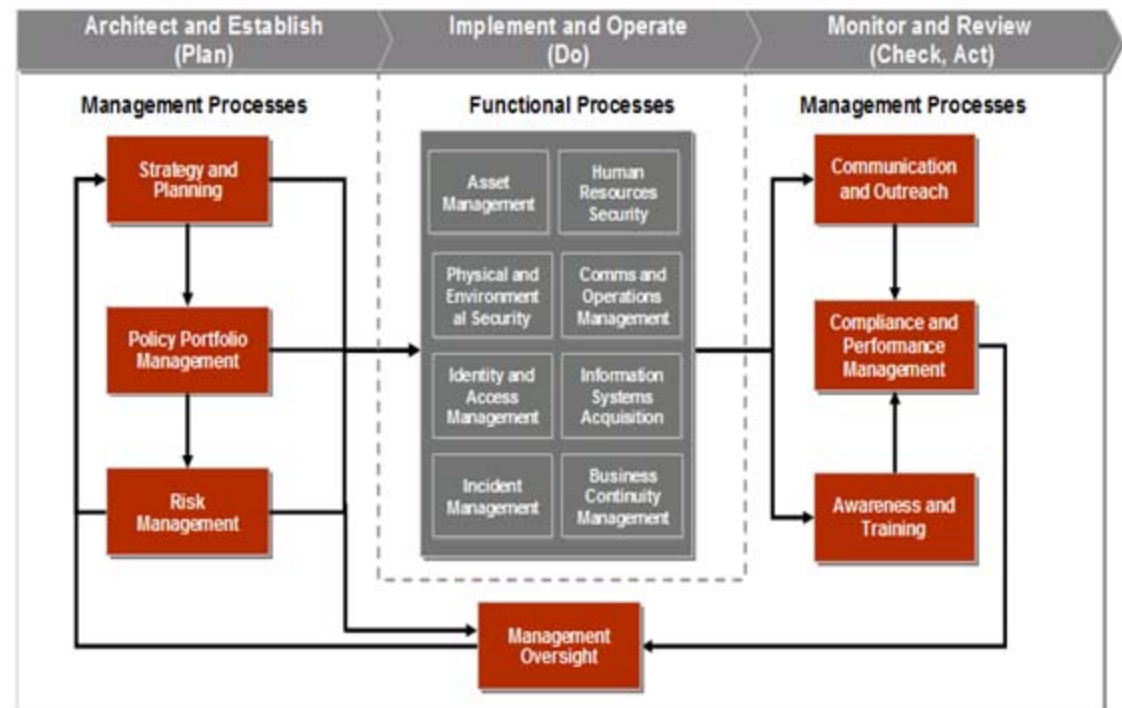 Architect and Establish
(Plan)
Implement and Operate
(Do)
Monitor and Review
(Check, Act)
Management Processes
Functional Processes
Management Processes
Strategy and
Planning
Policy Portfolio
Management
Risk
Management
Asset
Management
Human
Resources
Security
Physical and
Environment
al Security
Comms and
Operations
Management
Identity and
Access
Management
Information
Systems
Acquisition
Incident
Management
Business
Continuity
Management
Communication
and Outreach
Compliance and
Performance
Management
Awareness and
Training
Management
Oversight